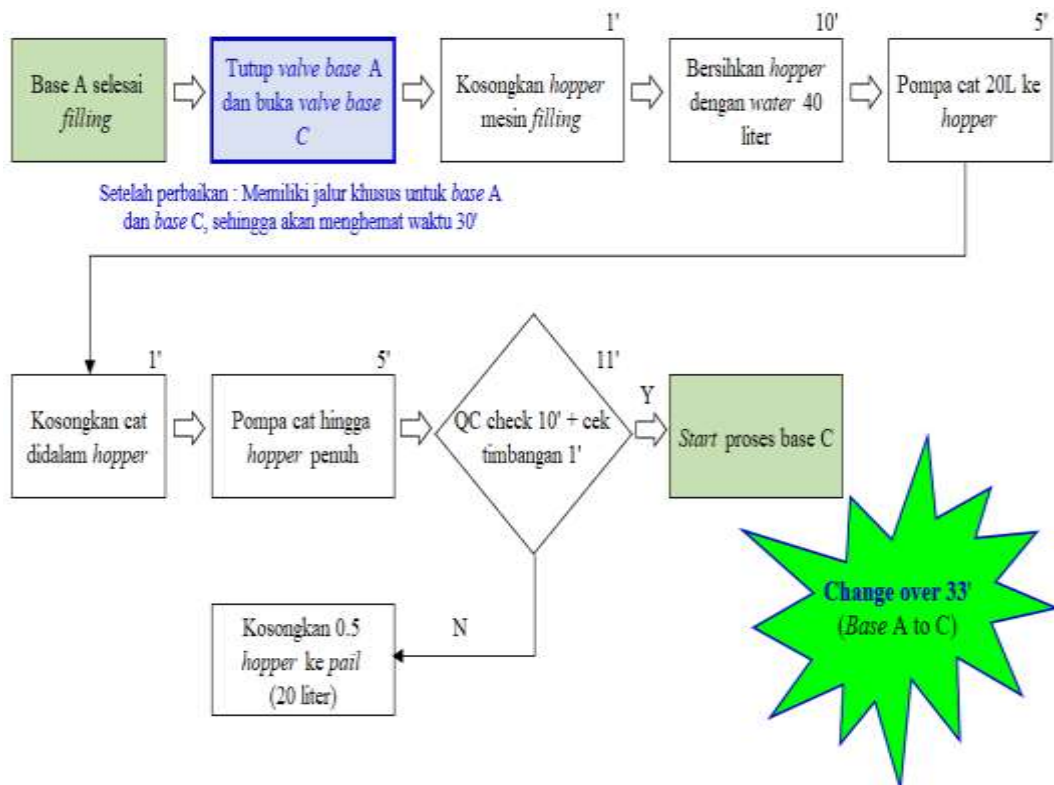 1'
10'
5'
Base A selesai
filling
Tutup valve base A
dan buka valve base
C
Kosongkan hopper
mesin filling
Bersihkan hopper
dengan water 40
liter
Pompa cat 20L ke
hopper
Setelah perbaikan : Memiliki jalur khusus untuk base A
dan base C, sehingga akan menghemat waktu 30'
1'
5'
11'
Kosongkan cat
didalam hopper
Pompa cat hingga
hopper penuh
QC check 10' + cek
timbangan 1'
Y
Start proses base C
Change over 33'
(Base A to C)
N
Kosongkan 0.5
hopper ke pail
(20 liter)